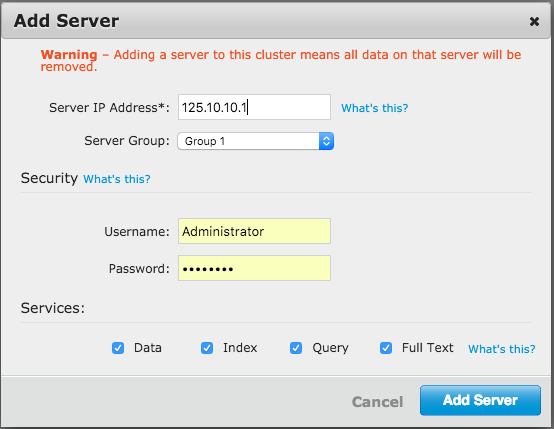 Add Server
Warning – Adding a server to this cluster means all data on that server will be
removed.
Server IP Address*: 125.10.10.1 What's this?
Server Group: Group 1
Security What's this?
Username: Administrator
Password: ••••••••
Services:
Data Index Query Full Text What's this?
Cancel Add Server